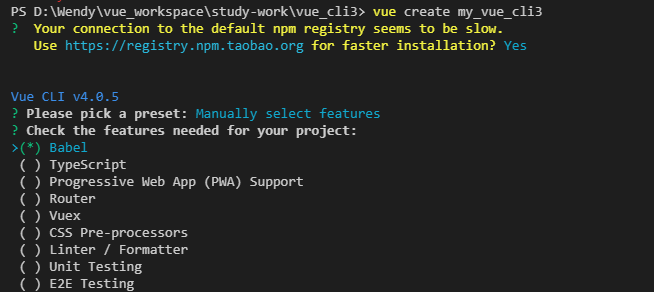 PS D:\Wendy\vue_workspace\study-work\vue_cli3> vue create my_vue_cli3
?  Your connection to the default npm registry seems to be slow.
   Use https://registry.npm.taobao.org for faster installation? Yes
Vue CLI v4.0.5
? Please pick a preset: Manually select features
? Check the features needed for your project:
>(*) Babel
 ( ) TypeScript
 ( ) Progressive Web App (PWA) Support
 ( ) Router
 ( ) Vuex
 ( ) CSS Pre-processors
 ( ) Linter / Formatter
 ( ) Unit Testing
 ( ) E2E Testing